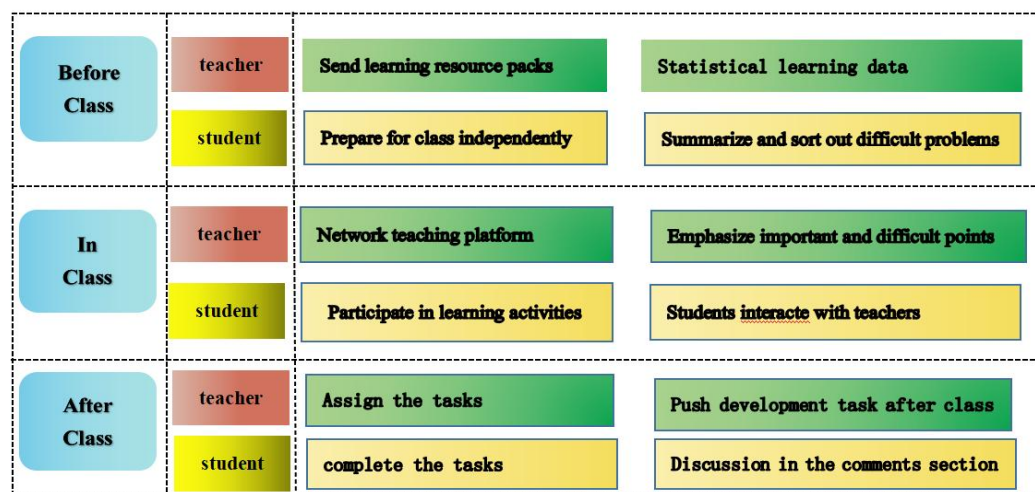 Before
Class
teacher
Send learning resource packs
Statistical learning data
student
Prepare for class independently
Summarize and sort out difficult problems
In
Class
teacher
Network teaching platform
Emphasize important and difficult points
student
Participate in learning activities
Students interacte with teachers
After
Class
teacher
Assign the tasks
Push development task after class
student
complete the tasks
Discussion in the comments section